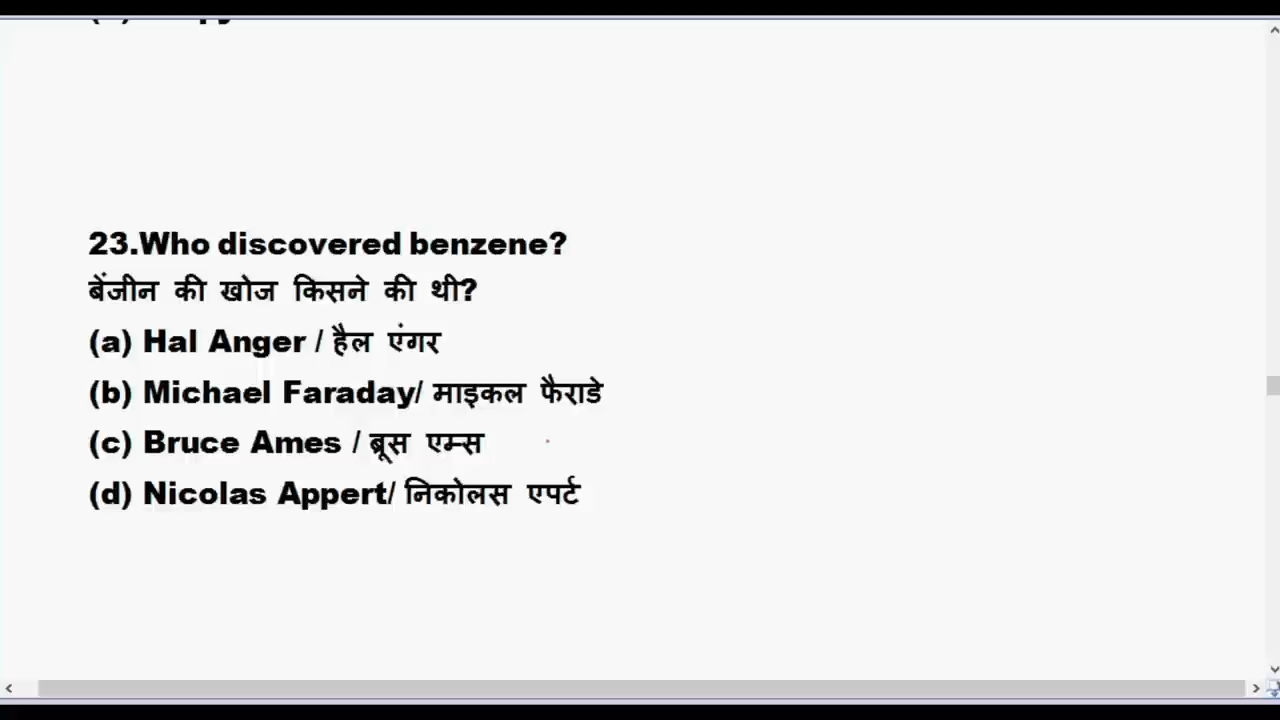 23.Who discovered benzene?
बेंजीन की खोज किसने की थी?
(a) Hal Anger / हैल एंगर
(b) Michael Faraday/ माइकल फैराडे
(c) Bruce Ames / ब्रूस एम्स
(d) Nicolas Appert/ निकोलस एपर्ट